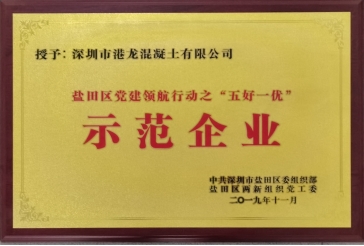 授予：深圳市港龙混凝土有限公司
盐田区党建领航行动之“五好一优”
示范企业
中共深圳市盐田区委组织部
盐田区两新组织党工委
二〇一九年十一月